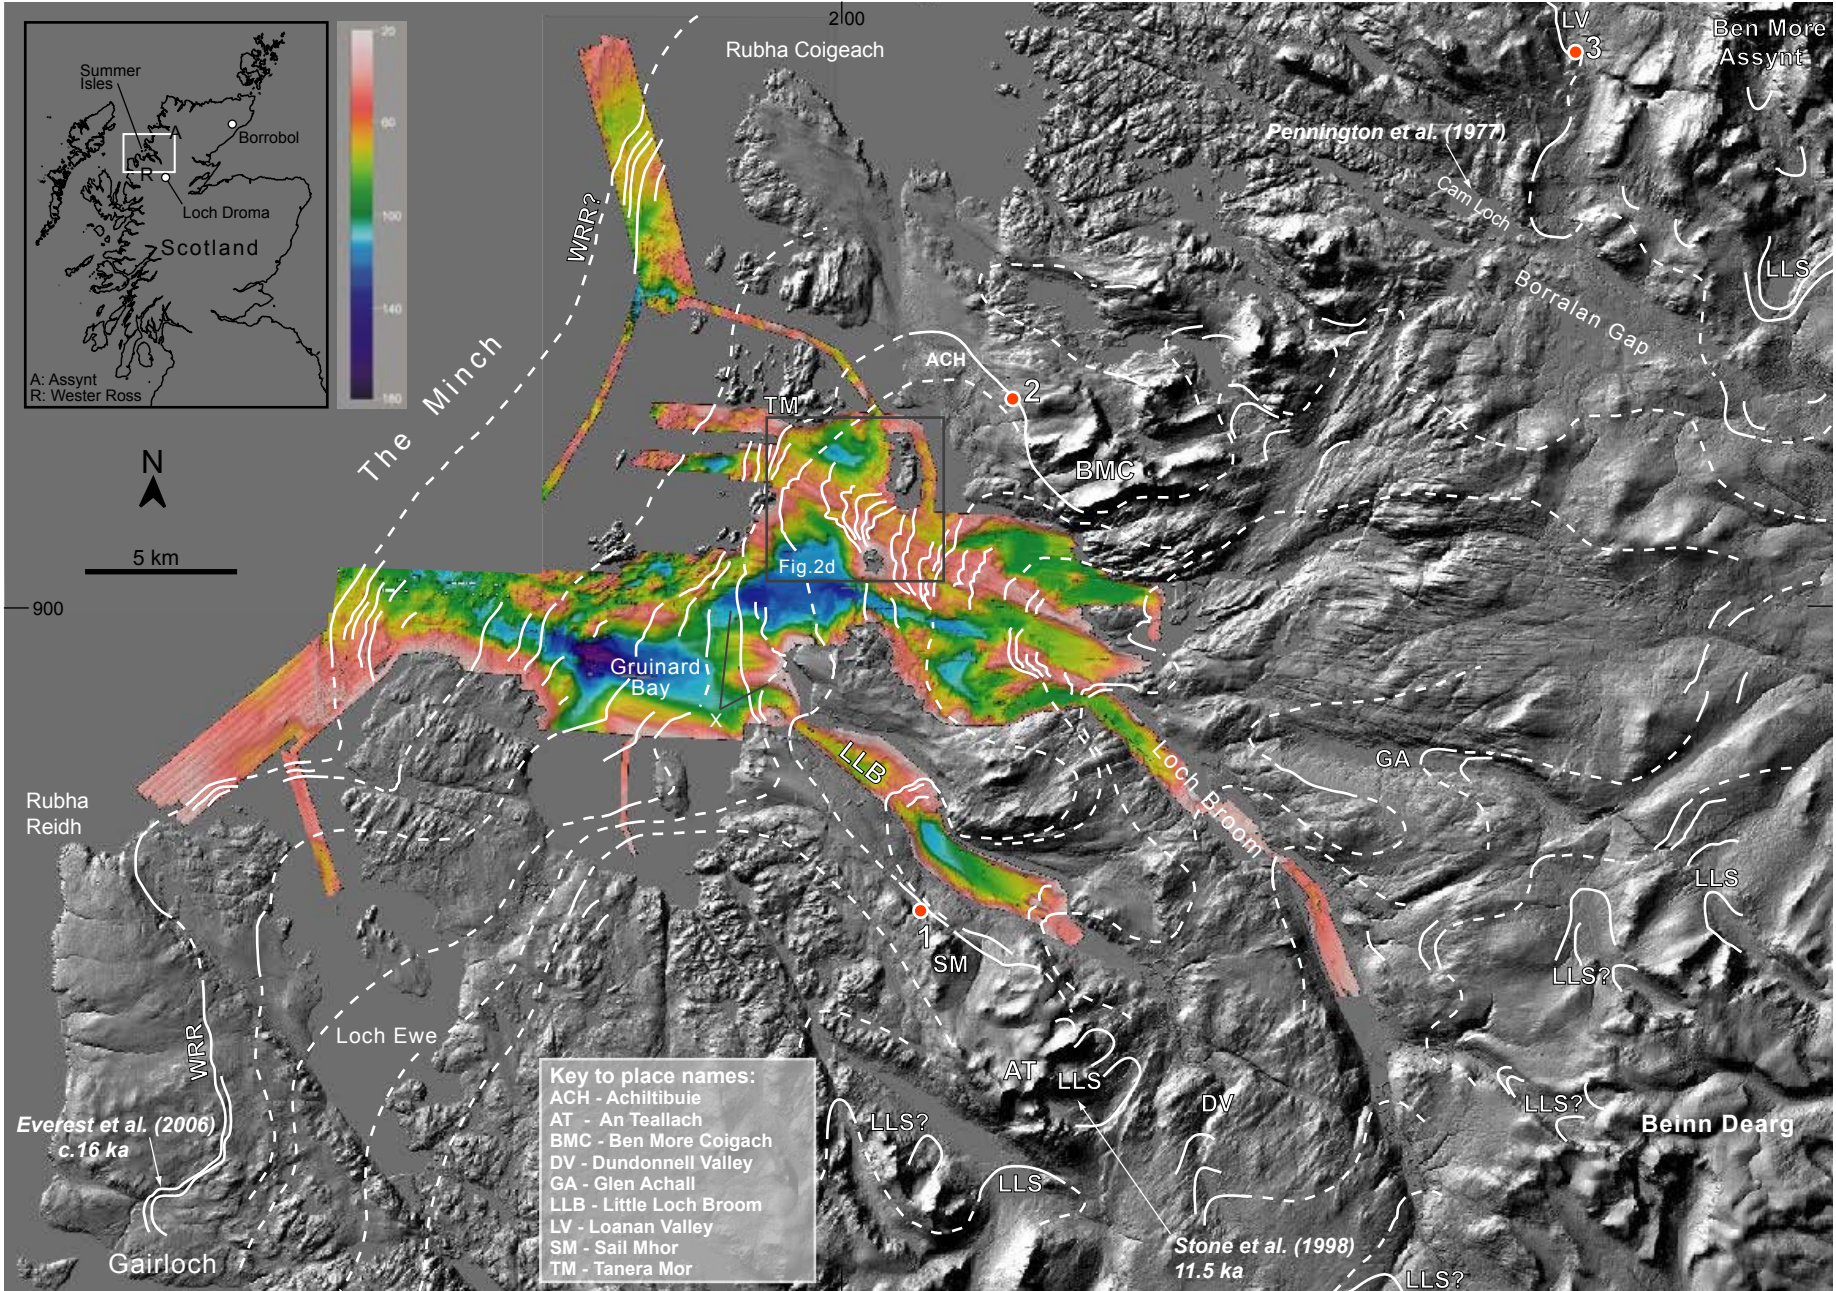 200
20
60
100
140
180
Summer
Isles
A
Borrobol
R
Loch Droma
Scotland
A: Assynt
R: Wester Ross
Rubha Coigeach
LV
3
Ben More
Assynt
Pennington et al. (1977)
Cam Loch
WRR?
LLS
Borralan Gap
The Minch
ACH
2
TM
BMC
N
5 km
Fig.2d
900
Gruinard
Bay
X
LLB
Loch Broom
GA
Rubha
Reidh
LLS
1
SM
LLS?
WRR
Loch Ewe
AT
LLS
DV
LLS?
LLS?
Beinn Dearg
Everest et al. (2006)
c.16 ka
LLS
Key to place names:
ACH - Achiltibuie
AT - An Teallach
BMC - Ben More Coigach
DV - Dundonnell Valley
GA - Glen Achall
LLB - Little Loch Broom
LV - Loanan Valley
SM - Sail Mhor
TM - Tanera Mor
Stone et al. (1998)
11.5 ka
Gairloch
LLS?